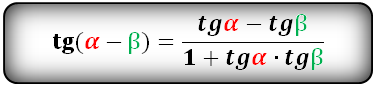 tg(α − β) = (tgα − tgβ) / (1 + tgα · tgβ)